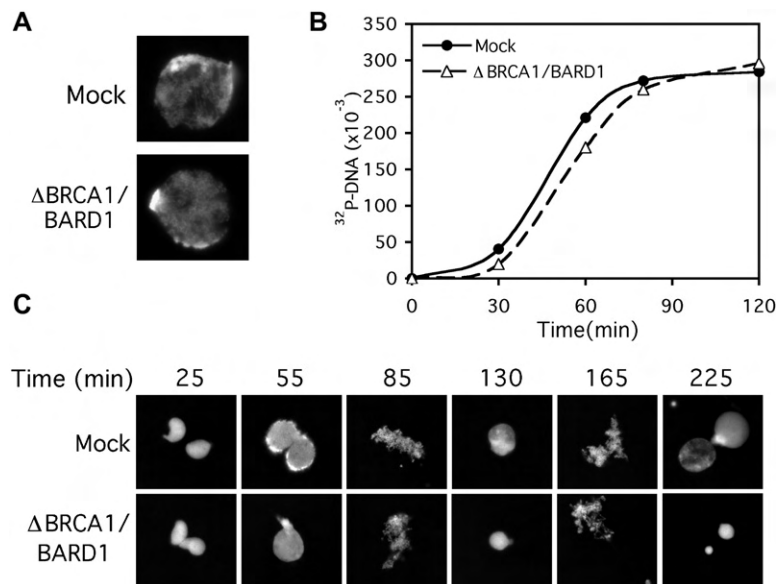 A
Mock
ΔBRCA1/
BARD1
B
350
300
250
200
150
100
50
0
³²P-DNA (x10⁻³)
Mock
ΔBRCA1/BARD1
0 30 60 90 120
Time(min)
C
Time (min) 25 55 85 130 165 225
Mock
ΔBRCA1/
BARD1